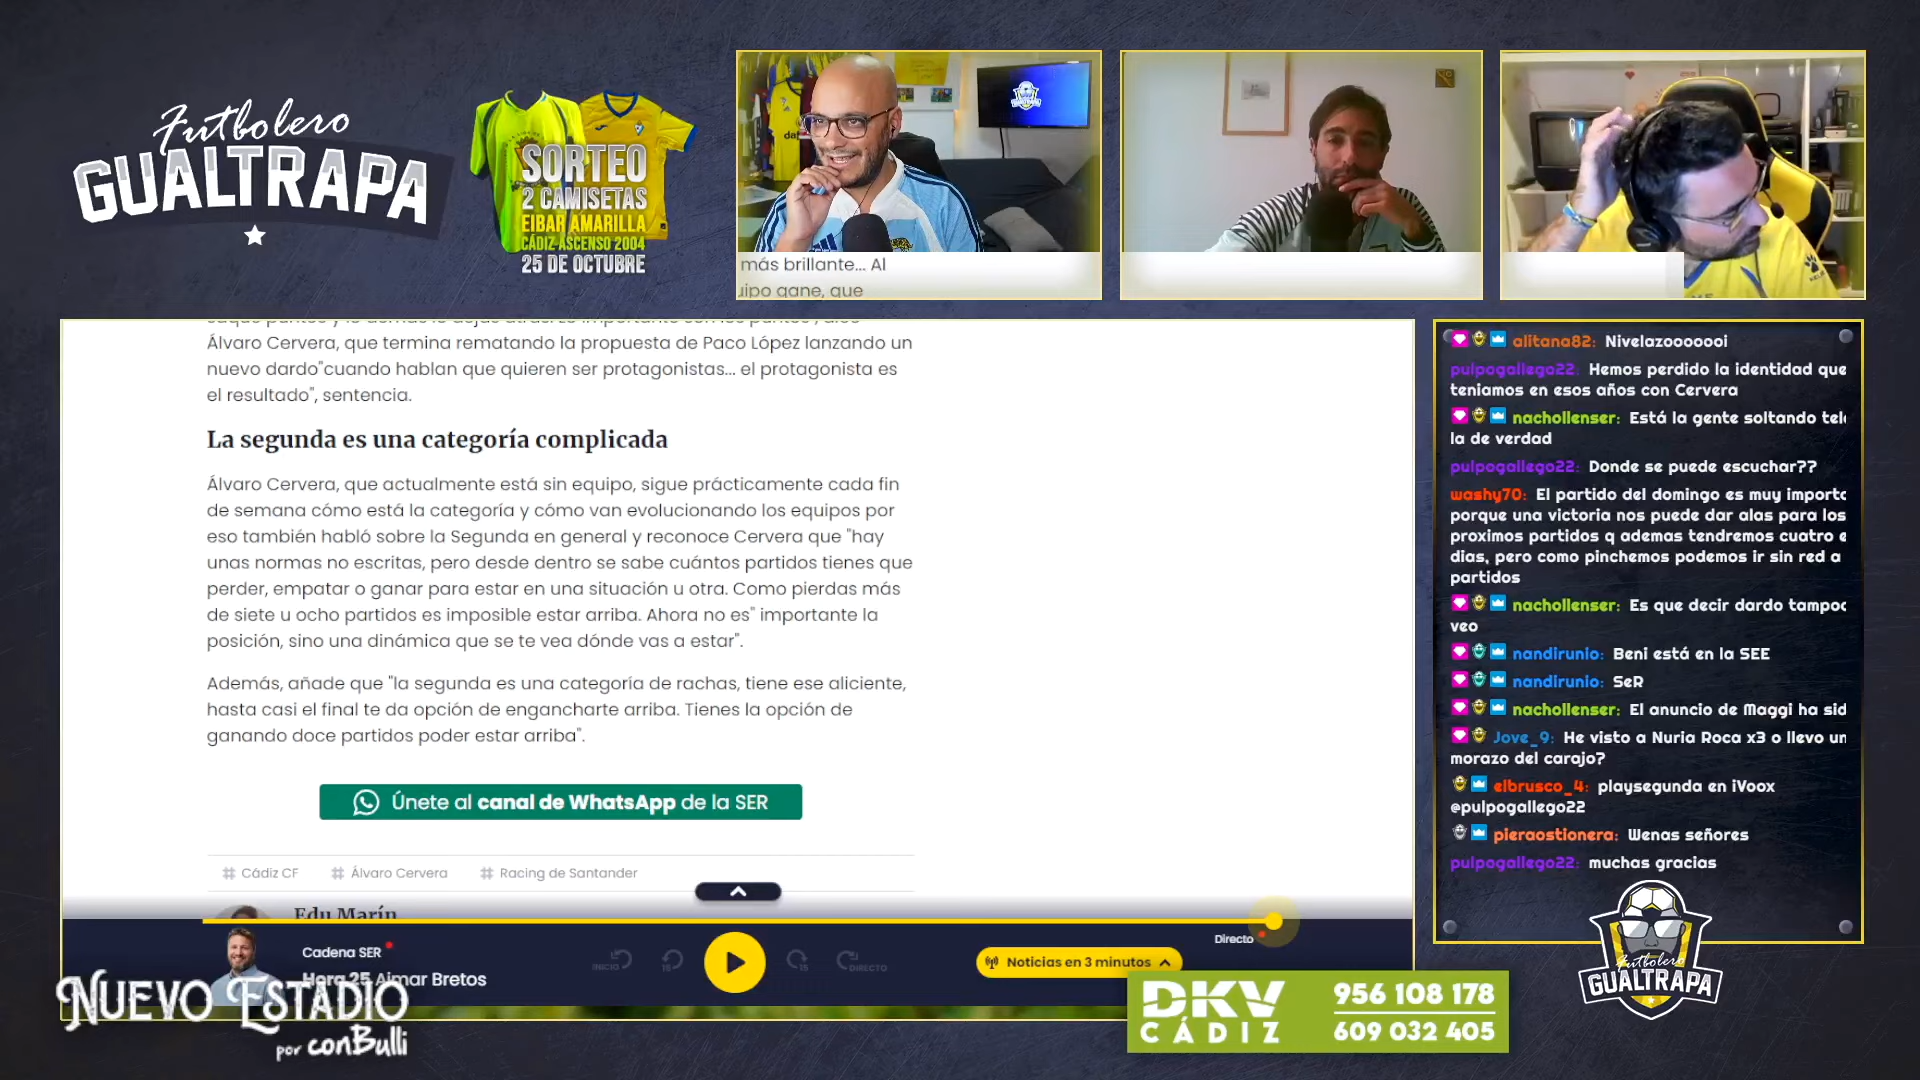 Futbolero
GUALTRAPA
SORTEO
2 CAMISETAS
EIBAR AMARILLA
CÁDIZ ASCENSO 2004
25 DE OCTUBRE
más brillante... Al
uipo gane, que
Álvaro Cervera, que termina rematando la propuesta de Paco López lanzando un
nuevo dardo"cuando hablan que quieren ser protagonistas... el protagonista es
el resultado", sentencia.
La segunda es una categoría complicada
Álvaro Cervera, que actualmente está sin equipo, sigue prácticamente cada fin
de semana cómo está la categoría y cómo van evolucionando los equipos por
eso también habló sobre la Segunda en general y reconoce Cervera que "hay
unas normas no escritas, pero desde dentro se sabe cuántos partidos tienes que
perder, empatar o ganar para estar en una situación u otra. Como pierdas más
de siete u ocho partidos es imposible estar arriba. Ahora no es" importante la
posición, sino una dinámica que se te vea dónde vas a estar".
Además, añade que "la segunda es una categoría de rachas, tiene ese aliciente,
hasta casi el final te da opción de engancharte arriba. Tienes la opción de
ganando doce partidos poder estar arriba".
Únete al canal de WhatsApp de la SER
# Cádiz CF # Álvaro Cervera # Racing de Santander
Edu Marín
Cadena SER
Hora 25 Aimar Bretos
INICIO 15 15 DIRECTO
Directo
Noticias en 3 minutos
NUEVO ESTADIO
por conBulli
DKV
CÁDIZ
956 108 178
609 032 405
alitana82: Nivelazooooooi
pulpogallego22: Hemos perdido la identidad que
teniamos en esos años con Cervera
nachollenser: Está la gente soltando tel
la de verdad
pulpogallego22: Donde se puede escuchar??
washy70: El partido del domingo es muy importa
porque una victoria nos puede dar alas para los
proximos partidos q ademas tendremos cuatro e
dias, pero como pinchemos podemos ir sin red a
partidos
nachollenser: Es que decir dardo tampoc
veo
nandirunio: Beni está en la SEE
nandirunio: SeR
nachollenser: El anuncio de Maggi ha sid
Jove_9: He visto a Nuria Roca x3 o llevo un
morazo del carajo?
elbrusco_4: playsegunda en iVoox
@pulpogallego22
pieraostionera: Wenas señores
pulpogallego22: muchas gracias
Futbolero
GUALTRAPA